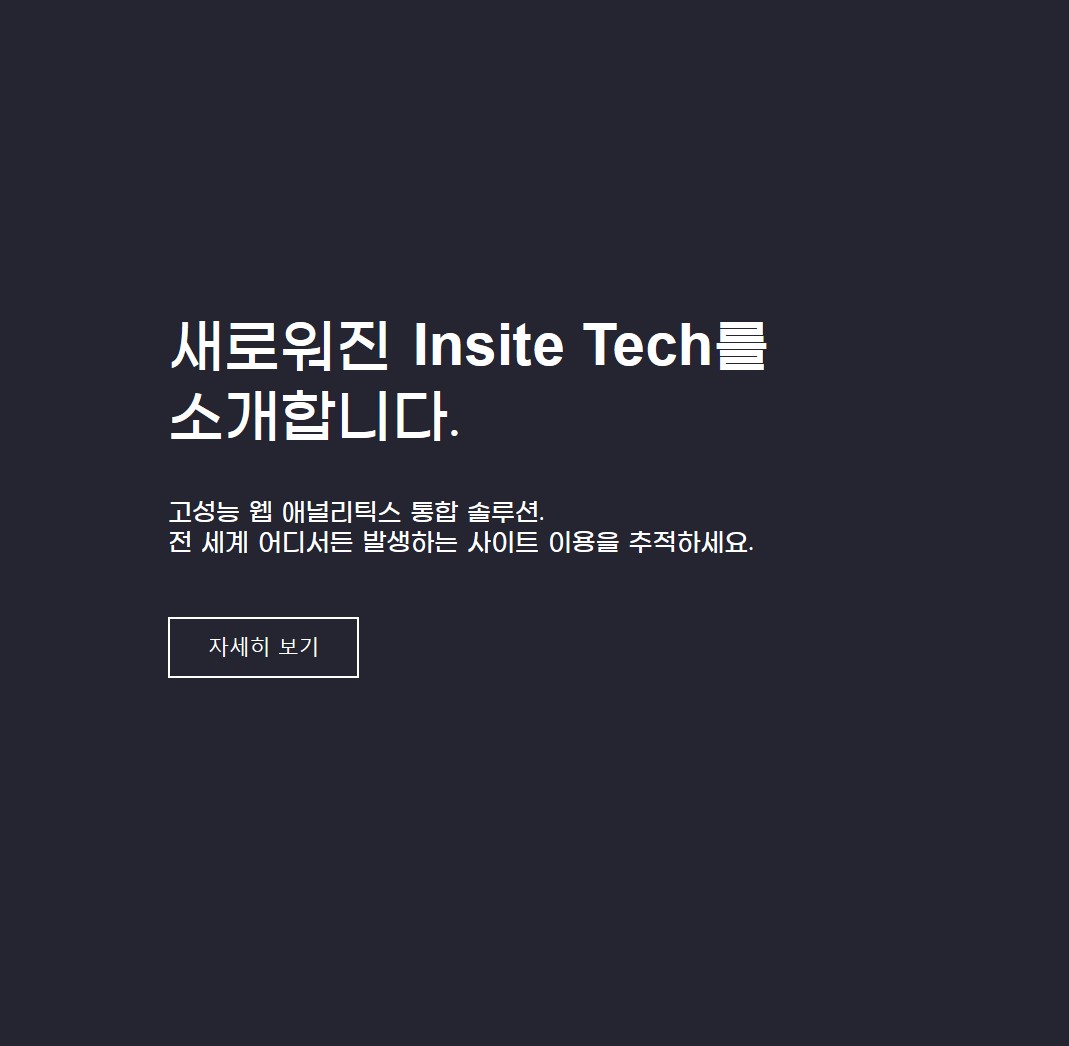 새로워진 Insite Tech를
소개합니다.
고성능 웹 애널리틱스 통합 솔루션.
전 세계 어디서든 발생하는 사이트 이용을 추적하세요.
자세히 보기